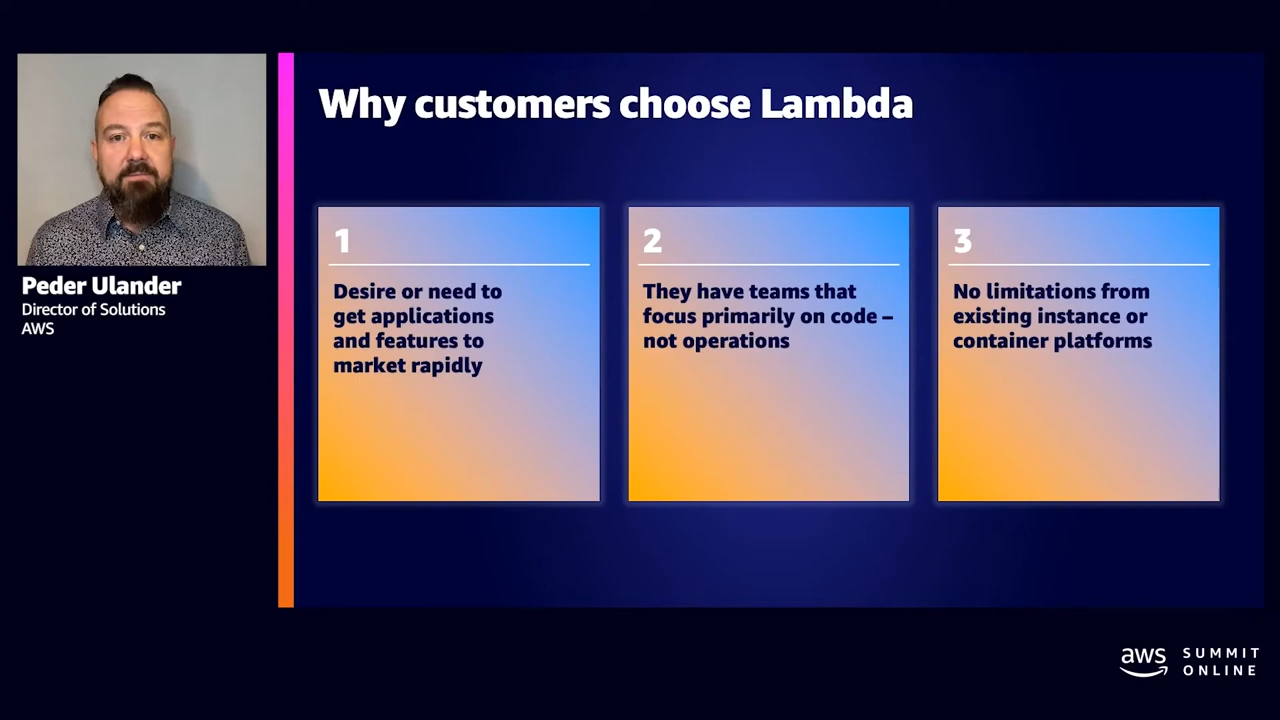 Why customers choose Lambda
Peder Ulander
Director of Solutions
AWS
1
Desire or need to
get applications
and features to
market rapidly
2
They have teams that
focus primarily on code –
not operations
3
No limitations from
existing instance or
container platforms
aws
SUMMIT
ONLINE